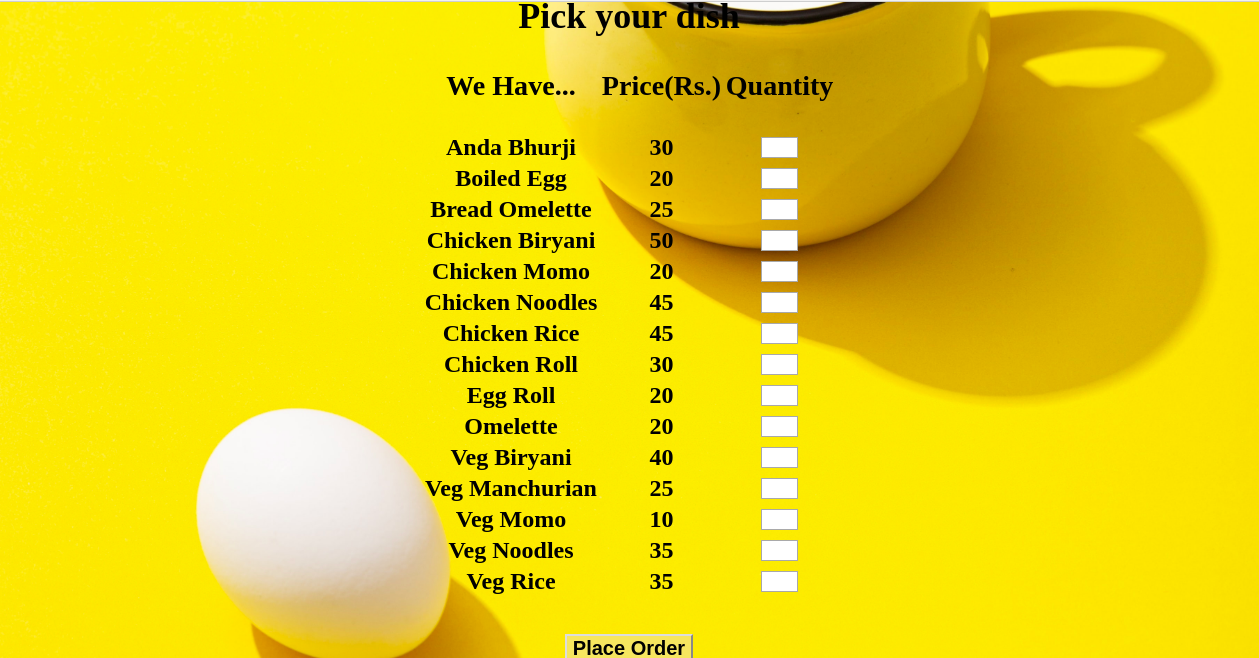 Pick your dish
We Have... Price(Rs.) Quantity
Anda Bhurji 30
Boiled Egg 20
Bread Omelette 25
Chicken Biryani 50
Chicken Momo 20
Chicken Noodles 45
Chicken Rice 45
Chicken Roll 30
Egg Roll 20
Omelette 20
Veg Biryani 40
Veg Manchurian 25
Veg Momo 10
Veg Noodles 35
Veg Rice 35
Place Order